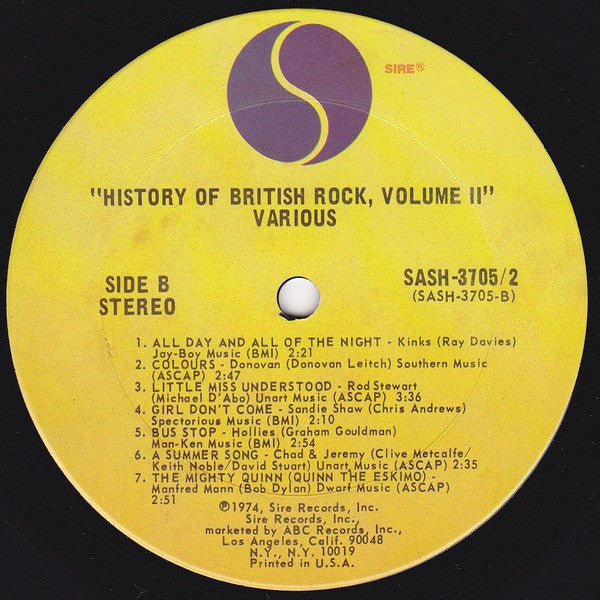 SIRE®
"HISTORY OF BRITISH ROCK, VOLUME II"
VARIOUS
SIDE B
STEREO
SASH-3705/2
(SASH-3705-B)
1. ALL DAY AND ALL OF THE NIGHT - Kinks (Ray Davies)
Jay-Boy Music (BMI) 2:21
2. COLOURS - Donovan (Donovan Leitch) Southern Music
(ASCAP) 2:47
3. LITTLE MISS UNDERSTOOD - Rod Stewart
(Michael D'Abo) Unart Music (ASCAP) 3:36
4. GIRL DON'T COME - Sandie Shaw (Chris Andrews)
Spectorious Music (BMI) 2:10
5. BUS STOP - Hollies (Graham Gouldman)
Man-Ken Music (BMI) 2:54
6. A SUMMER SONG - Chad & Jeremy (Clive Metcalfe/
Keith Noble/David Stuart) Unart Music (ASCAP) 2:35
7. THE MIGHTY QUINN (QUINN THE ESKIMO) -
Manfred Mann (Bob Dylan) Dwarf Music (ASCAP)
2:51
℗1974, Sire Records, Inc.
Sire Records, Inc.,
marketed by ABC Records, Inc.,
Los Angeles, Calif. 90048
N.Y., N.Y. 10019
Printed in U.S.A.